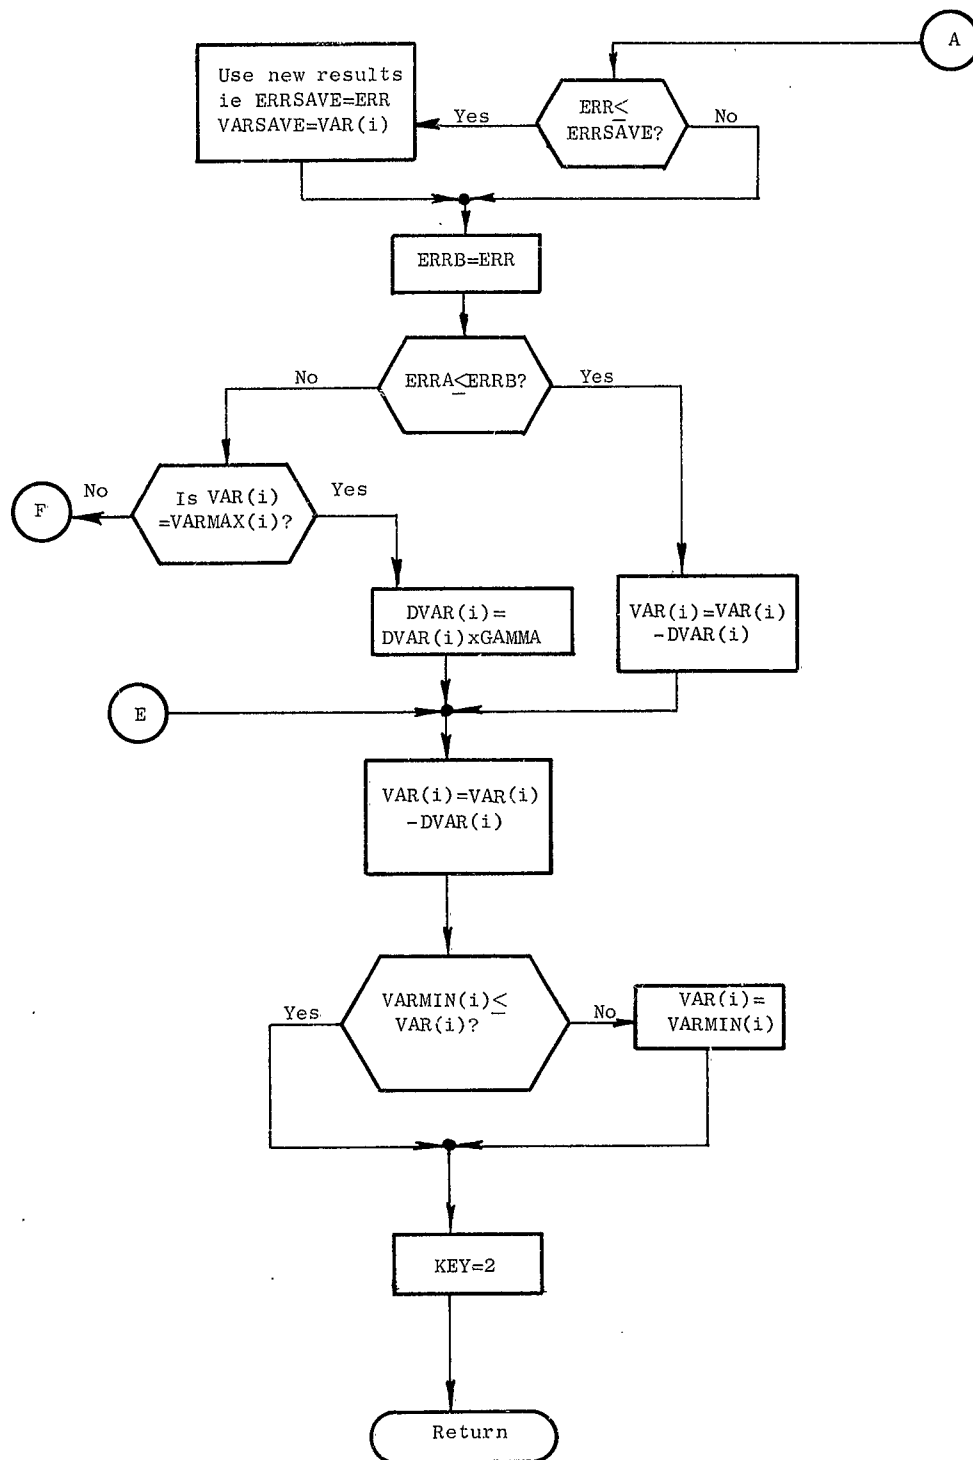 A
Use new results
ie ERRSAVE=ERR
VARSAVE=VAR(i)
Yes
ERR≤
ERRSAVE?
No
ERRB=ERR
No
ERRA≤ERRB?
Yes
F
No
Is VAR(i)
=VARMAX(i)?
Yes
DVAR(i)=
DVAR(i)xGAMMA
VAR(i)=VAR(i)
-DVAR(i)
E
VAR(i)=VAR(i)
-DVAR(i)
Yes
VARMIN(i)≤
VAR(i)?
No
VAR(i)=
VARMIN(i)
KEY=2
Return